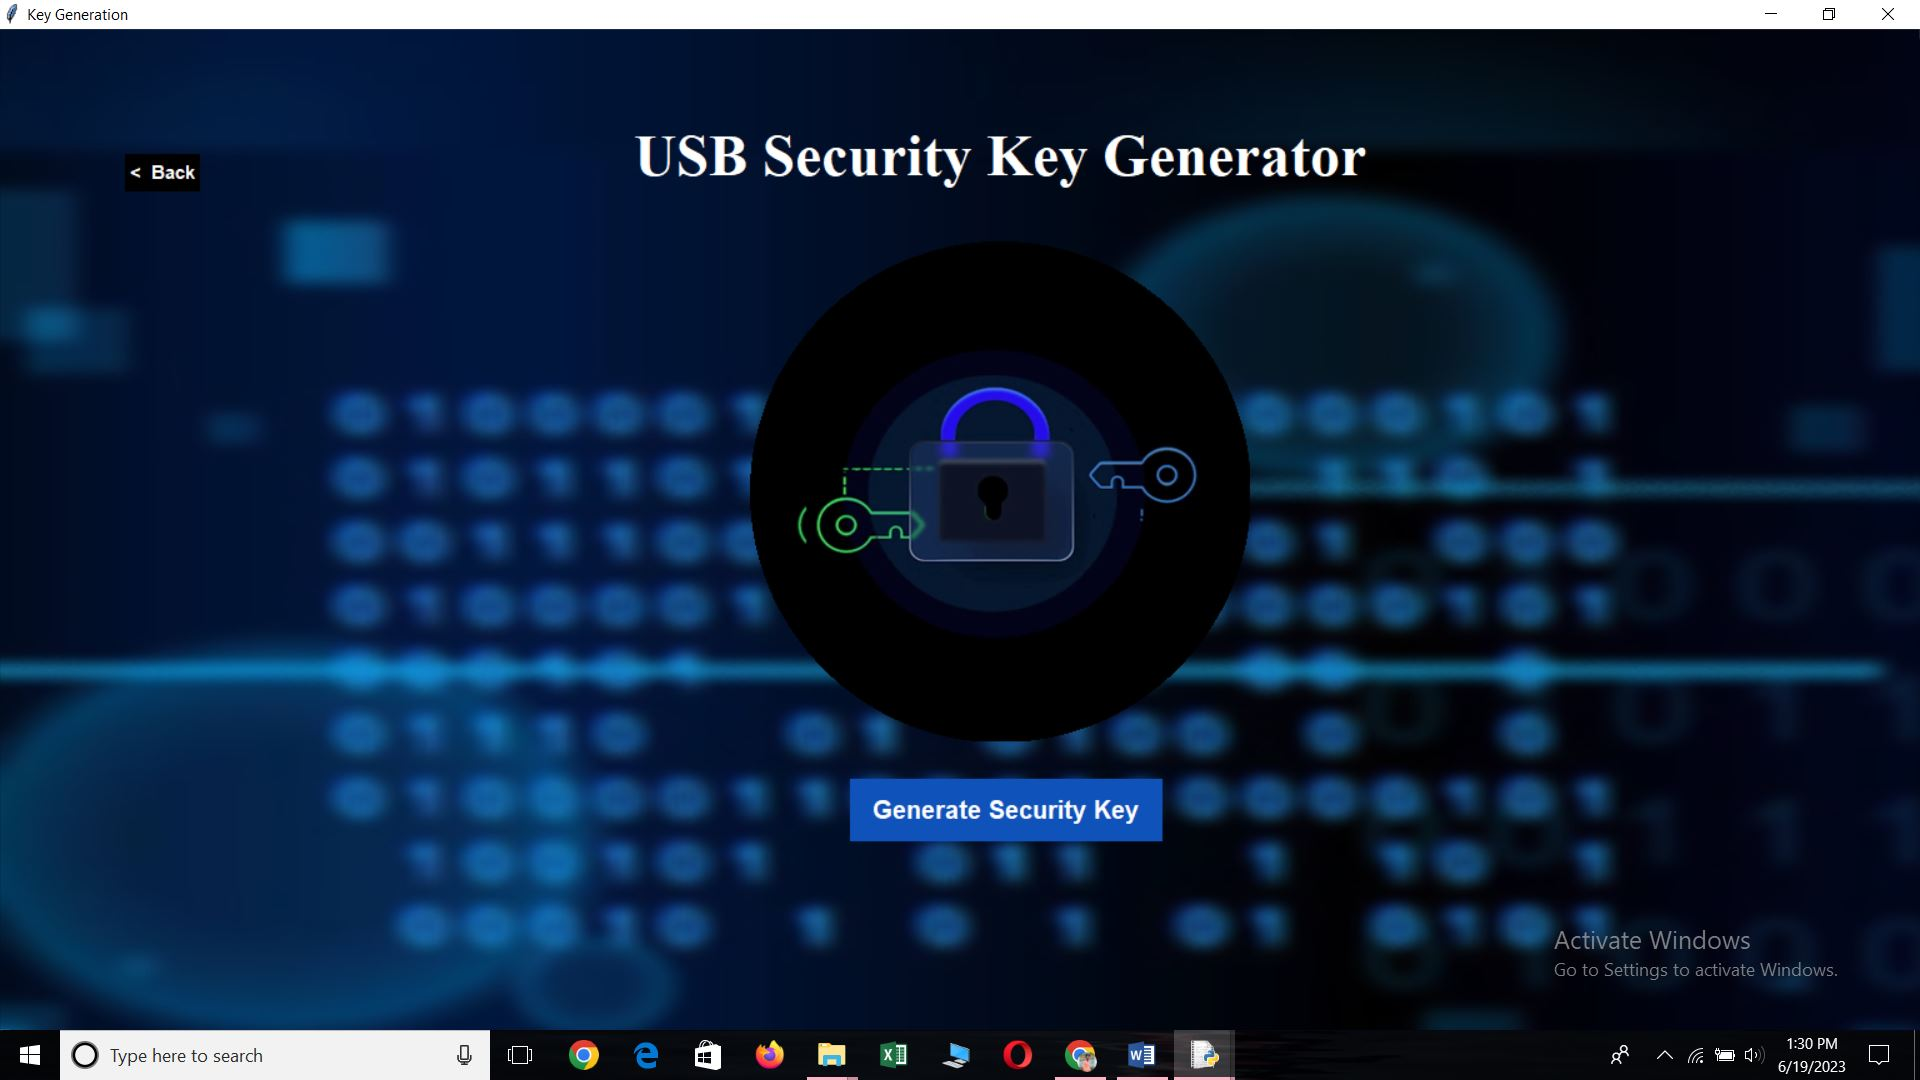 Key Generation
USB Security Key Generator
< Back
Generate Security Key
Activate Windows
Go to Settings to activate Windows.
Type here to search
1:30 PM
6/19/2023